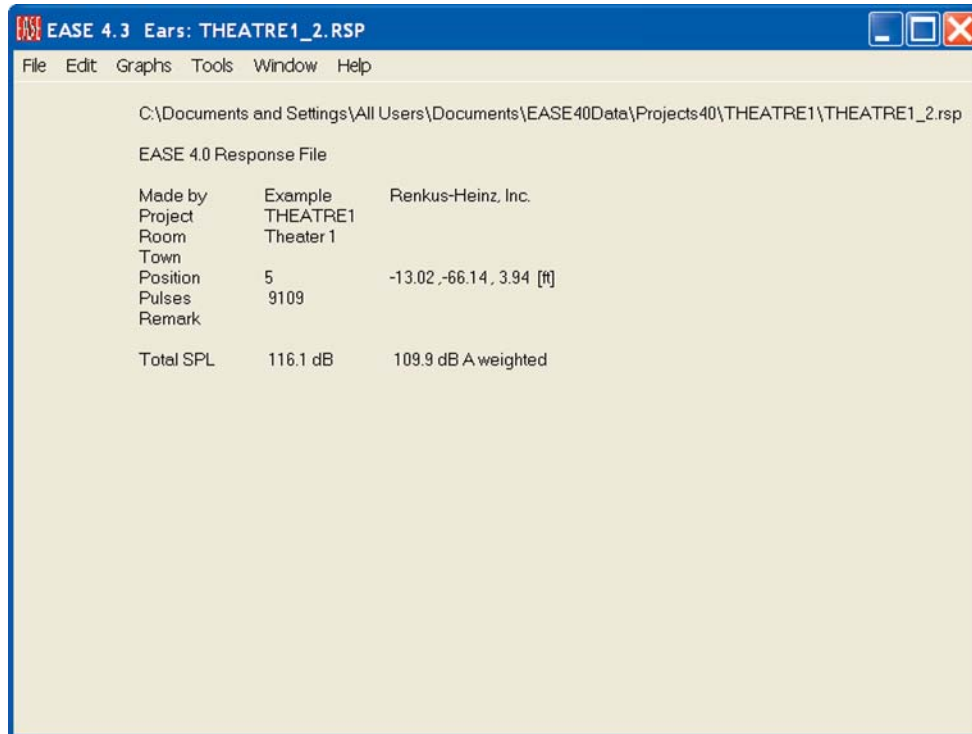 EASE EASE 4.3 Ears: THEATRE1_2.RSP
File Edit Graphs Tools Window Help
C:\Documents and Settings\All Users\Documents\EASE40Data\Projects40\THEATRE1\THEATRE1_2.rsp
EASE 4.0 Response File
Made by Example Renkus-Heinz, Inc.
Project THEATRE1
Room Theater 1
Town
Position 5 -13.02 ,-66.14 , 3.94 [ft]
Pulses 9109
Remark
Total SPL 116.1 dB 109.9 dB A weighted